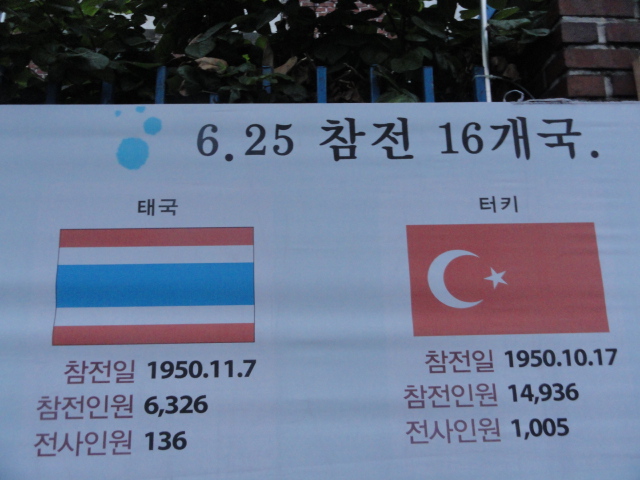 6.25 참전 16개국.
태국
참전일 1950.11.7
참전인원 6,326
전사인원 136
터키
참전일 1950.10.17
참전인원 14,936
전사인원 1,005